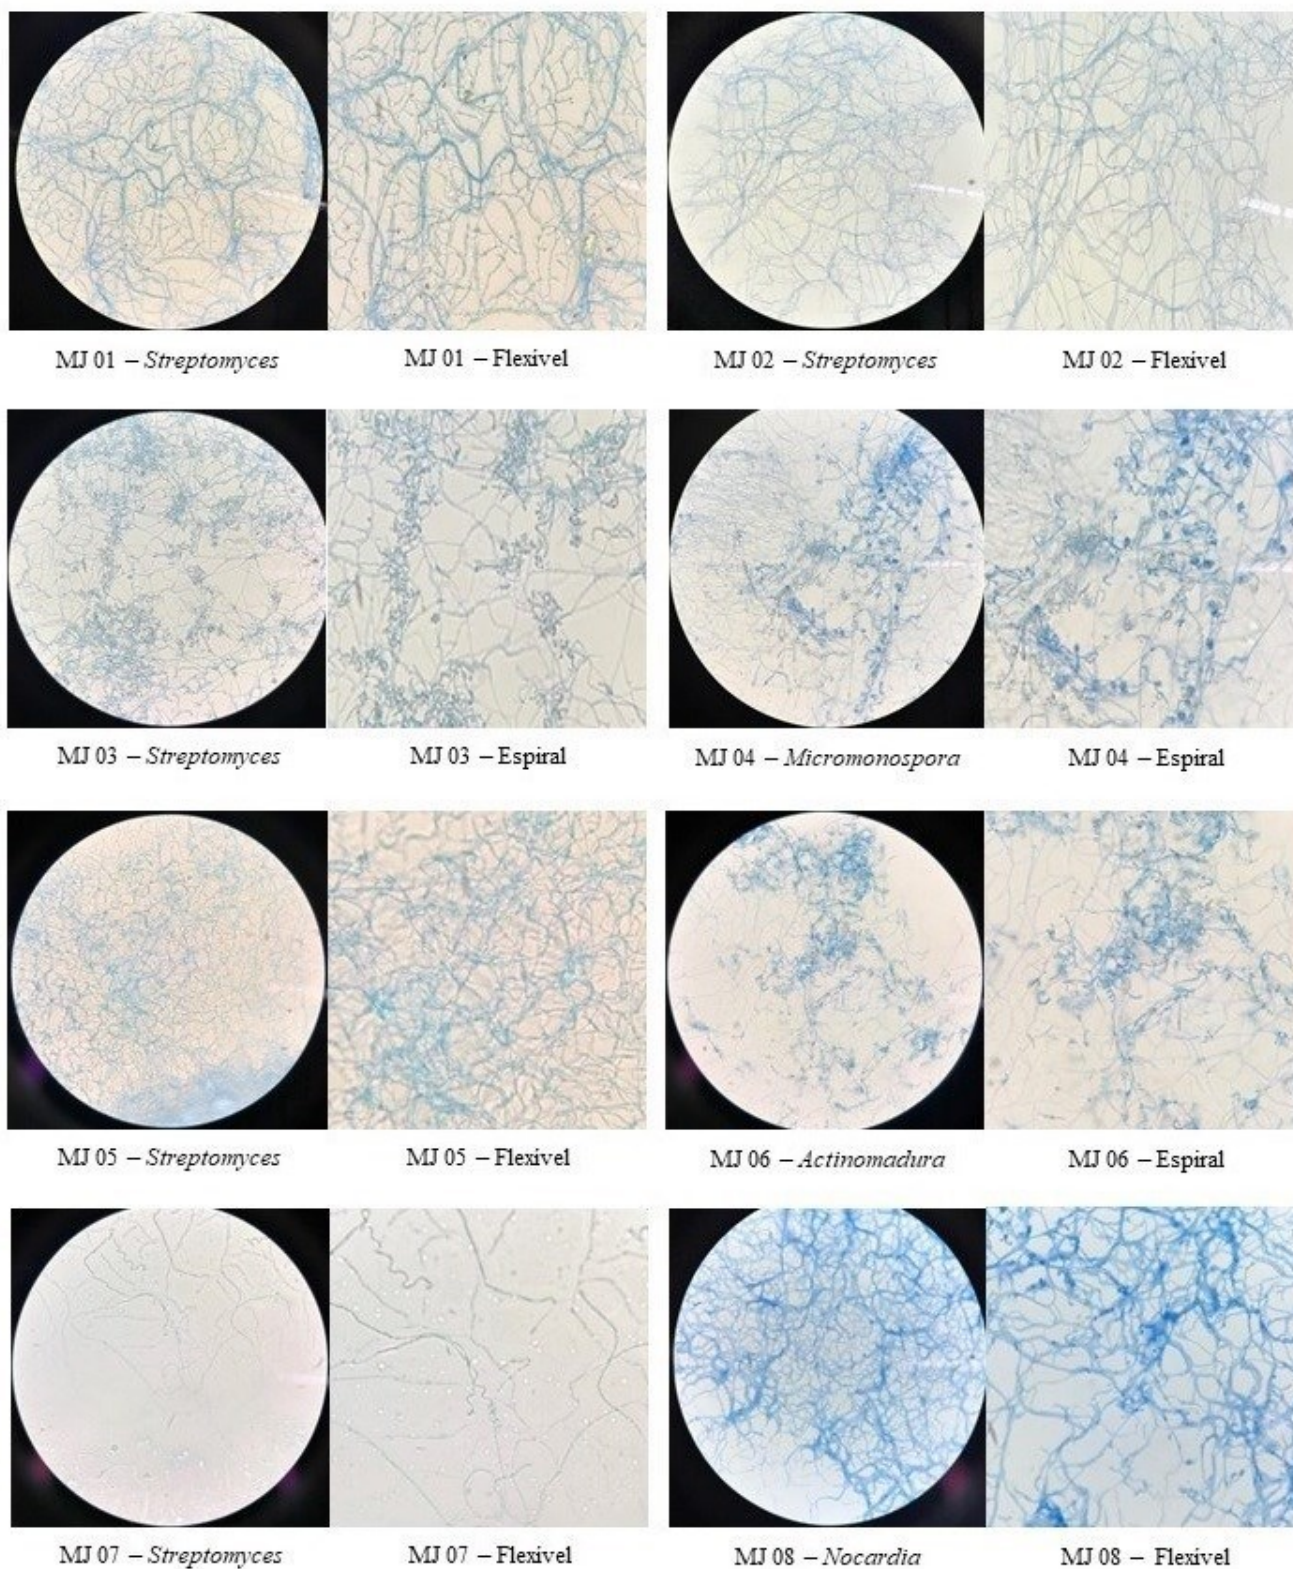 MJ 01 – Streptomyces MJ 01 – Flexivel MJ 02 – Streptomyces MJ 02 – Flexivel
MJ 03 – Streptomyces MJ 03 – Espiral MJ 04 – Micromonospora MJ 04 – Espiral
MJ 05 – Streptomyces MJ 05 – Flexivel MJ 06 – Actinomadura MJ 06 – Espiral
MJ 07 – Streptomyces MJ 07 – Flexivel MJ 08 – Nocardia MJ 08 – Flexivel